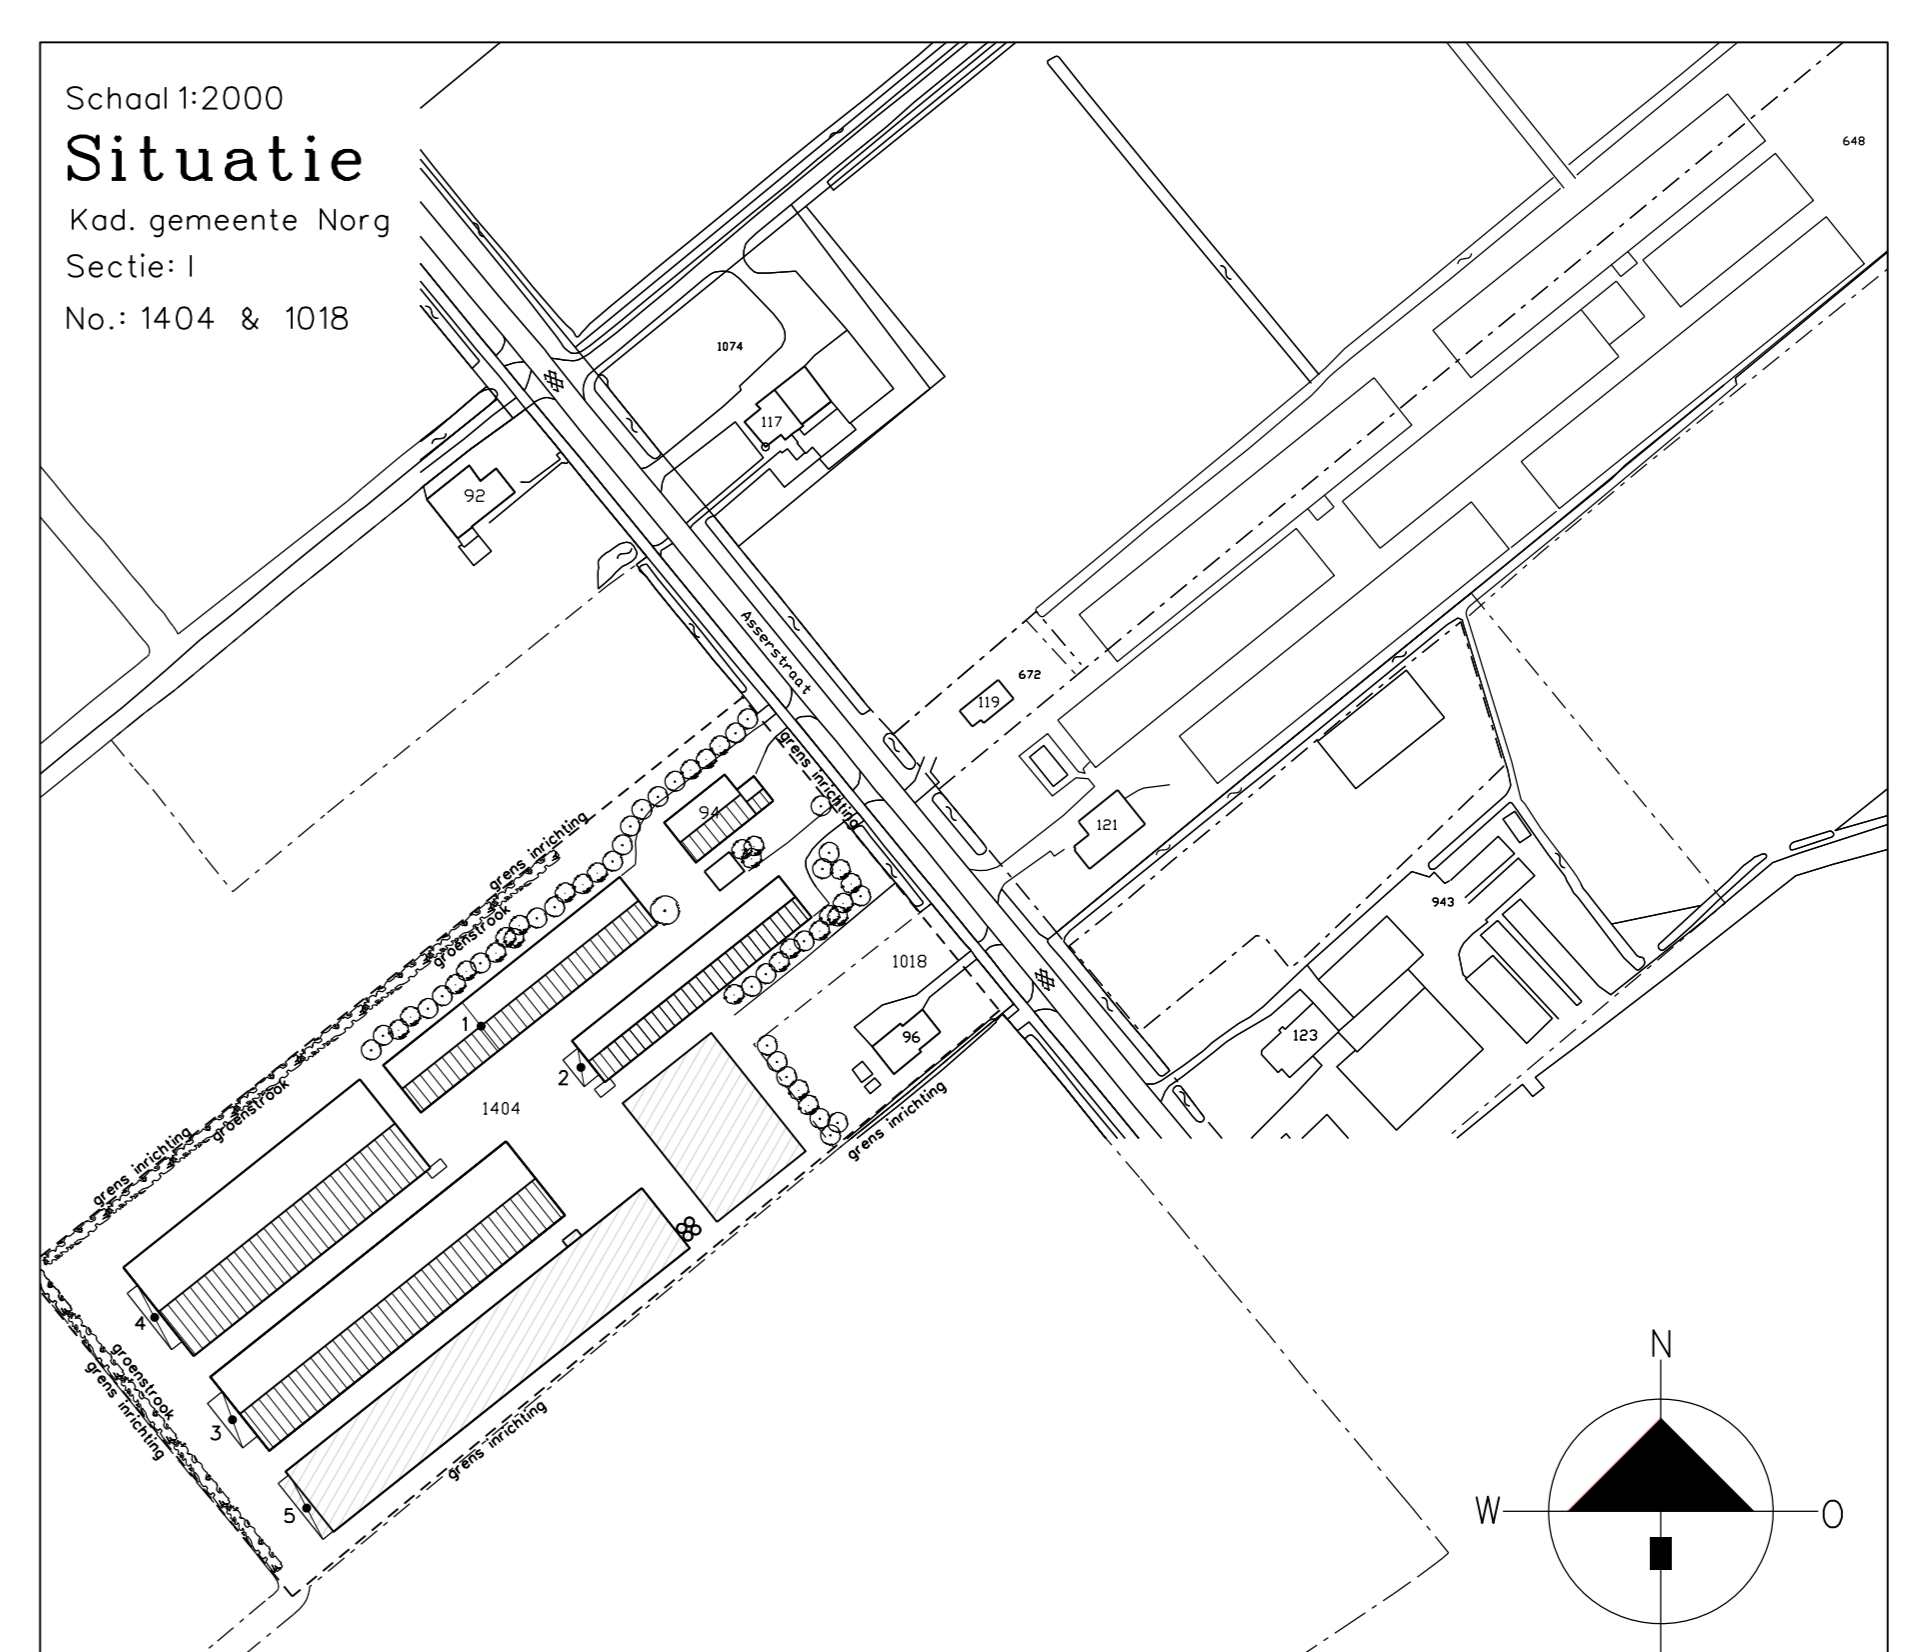 Schaal 1:2000
Situatie
Kad. gemeente Norg
Sectie: I
No.: 1404 & 1018
648
1074
117
92
Asserstraat
672
119
grens inrichting
94
121
grens inrichting
groenstrook
943
1018
123
96
1
2
1404
grens inrichting
groenstrook
grens inrichting
4
groenstrook
grens inrichting
3
grens inrichting
5
N
W
O